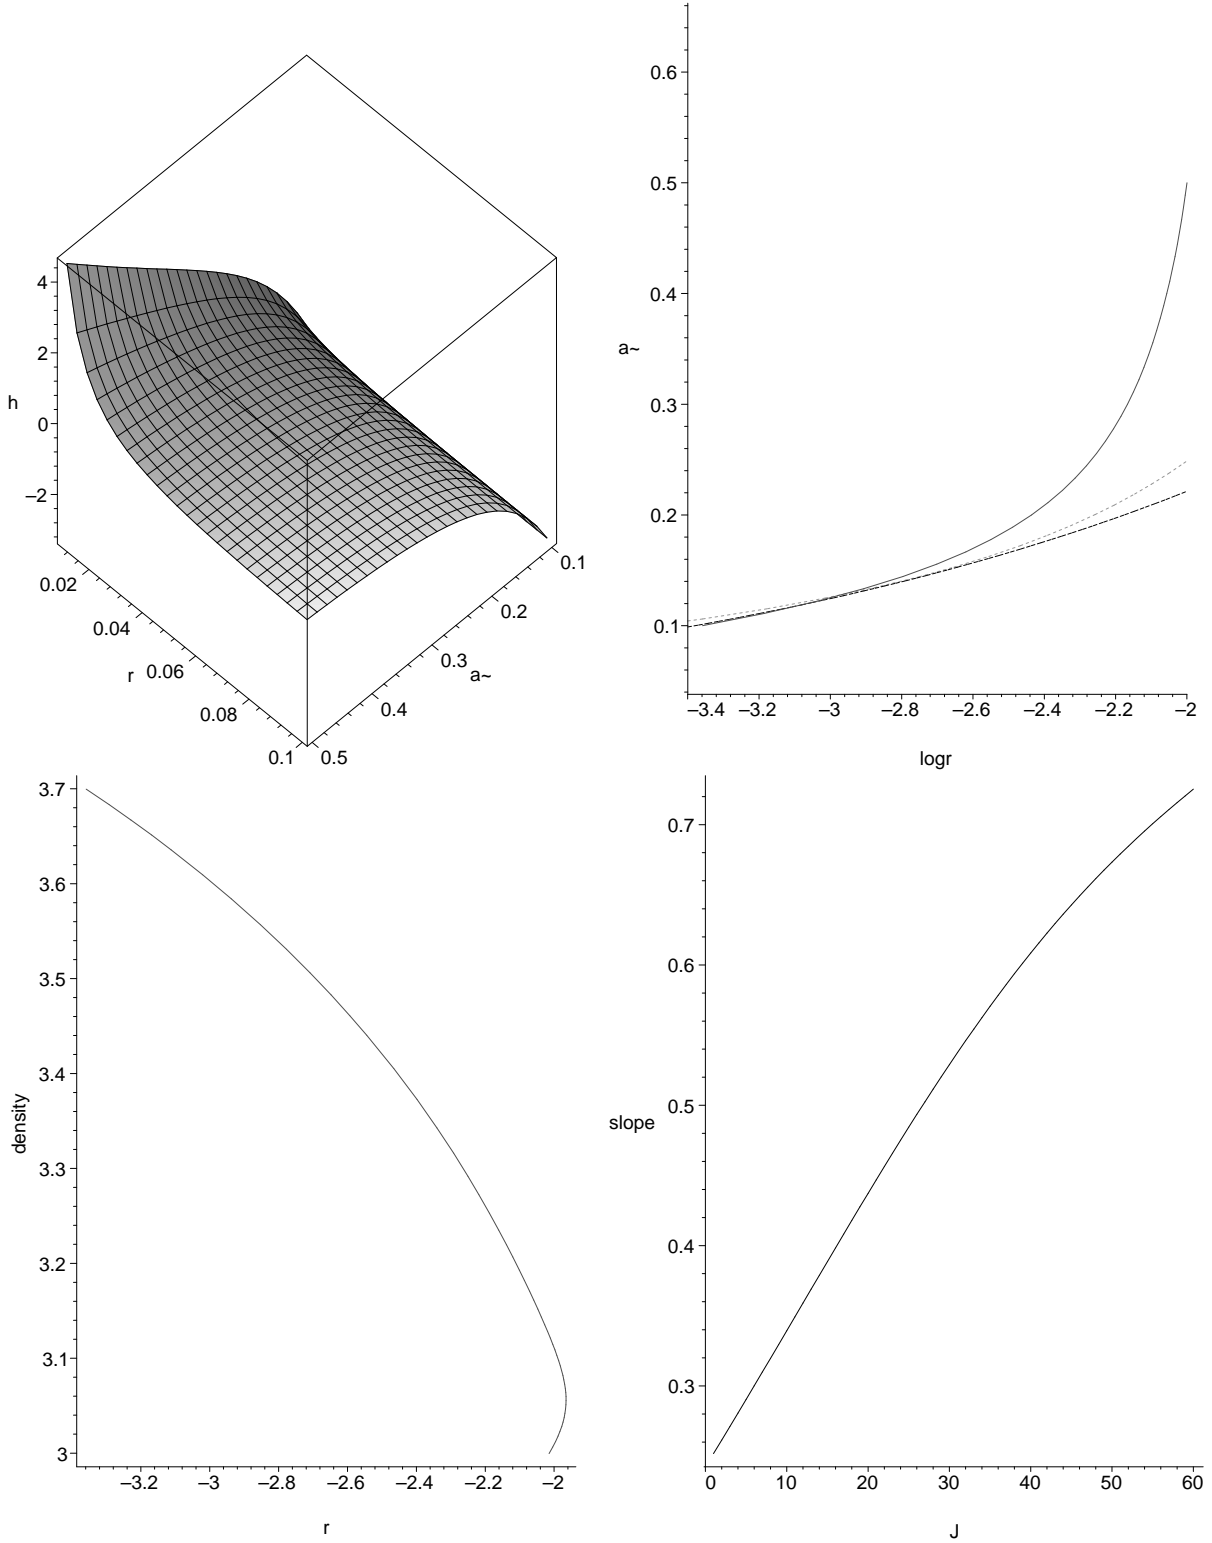 4
2
h
0
–2
0.02
0.04
r
0.06
0.08
0.1
0.5
0.4
0.3
a~
0.2
0.1
0.6
0.5
0.4
a~
0.3
0.2
0.1
–3.4 –3.2 –3 –2.8 –2.6 –2.4 –2.2 –2
logr
3.7
3.6
3.5
3.4
density
3.3
3.2
3.1
3
–3.2 –3 –2.8 –2.6 –2.4 –2.2 –2
r
0.7
0.6
0.5
slope
0.4
0.3
0 10 20 30 40 50 60
J